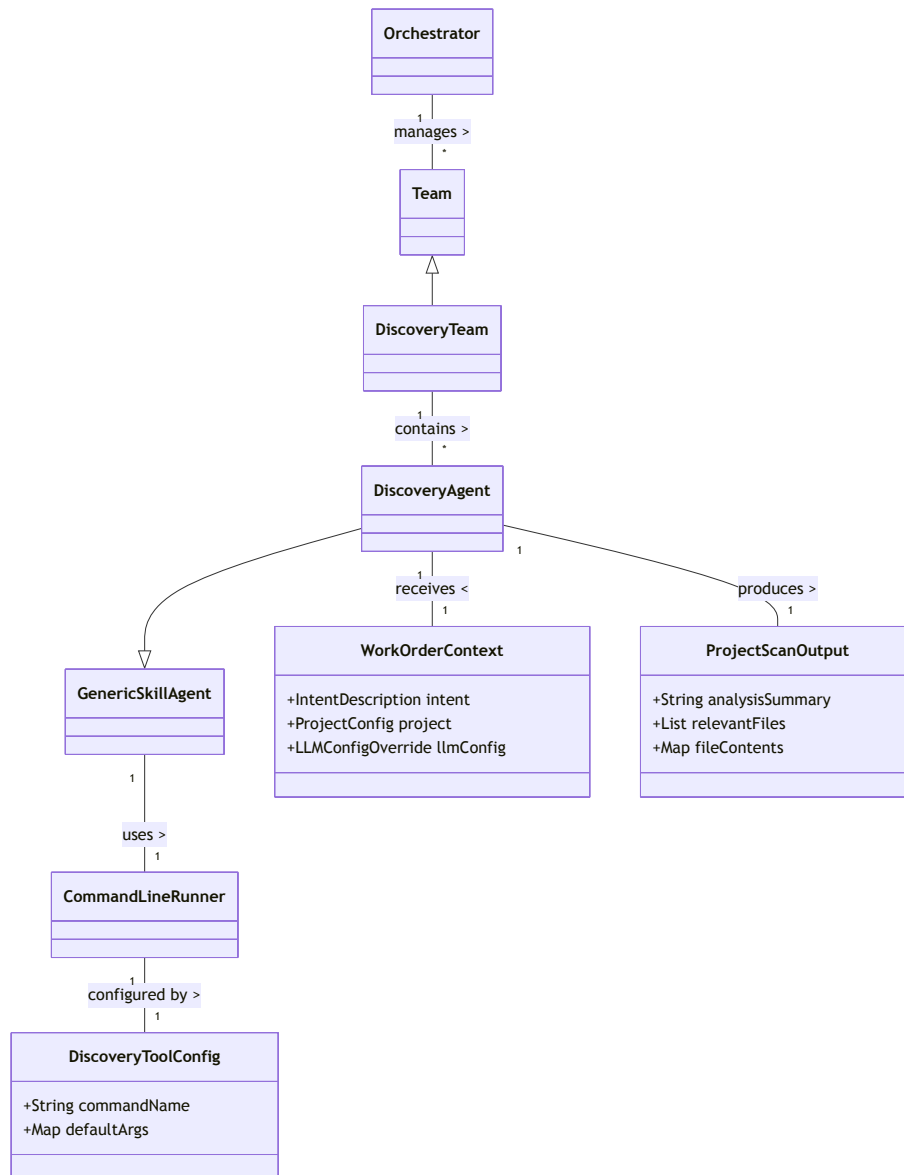 Orchestrator
1
manages >
*
Team
DiscoveryTeam
1
contains >
*
DiscoveryAgent
1
1
receives <
produces >
1
1
WorkOrderContext
+IntentDescription intent
+ProjectConfig project
+LLMConfigOverride llmConfig
ProjectScanOutput
+String analysisSummary
+List relevantFiles
+Map fileContents
GenericSkillAgent
1
uses >
1
CommandLineRunner
1
configured by >
1
DiscoveryToolConfig
+String commandName
+Map defaultArgs